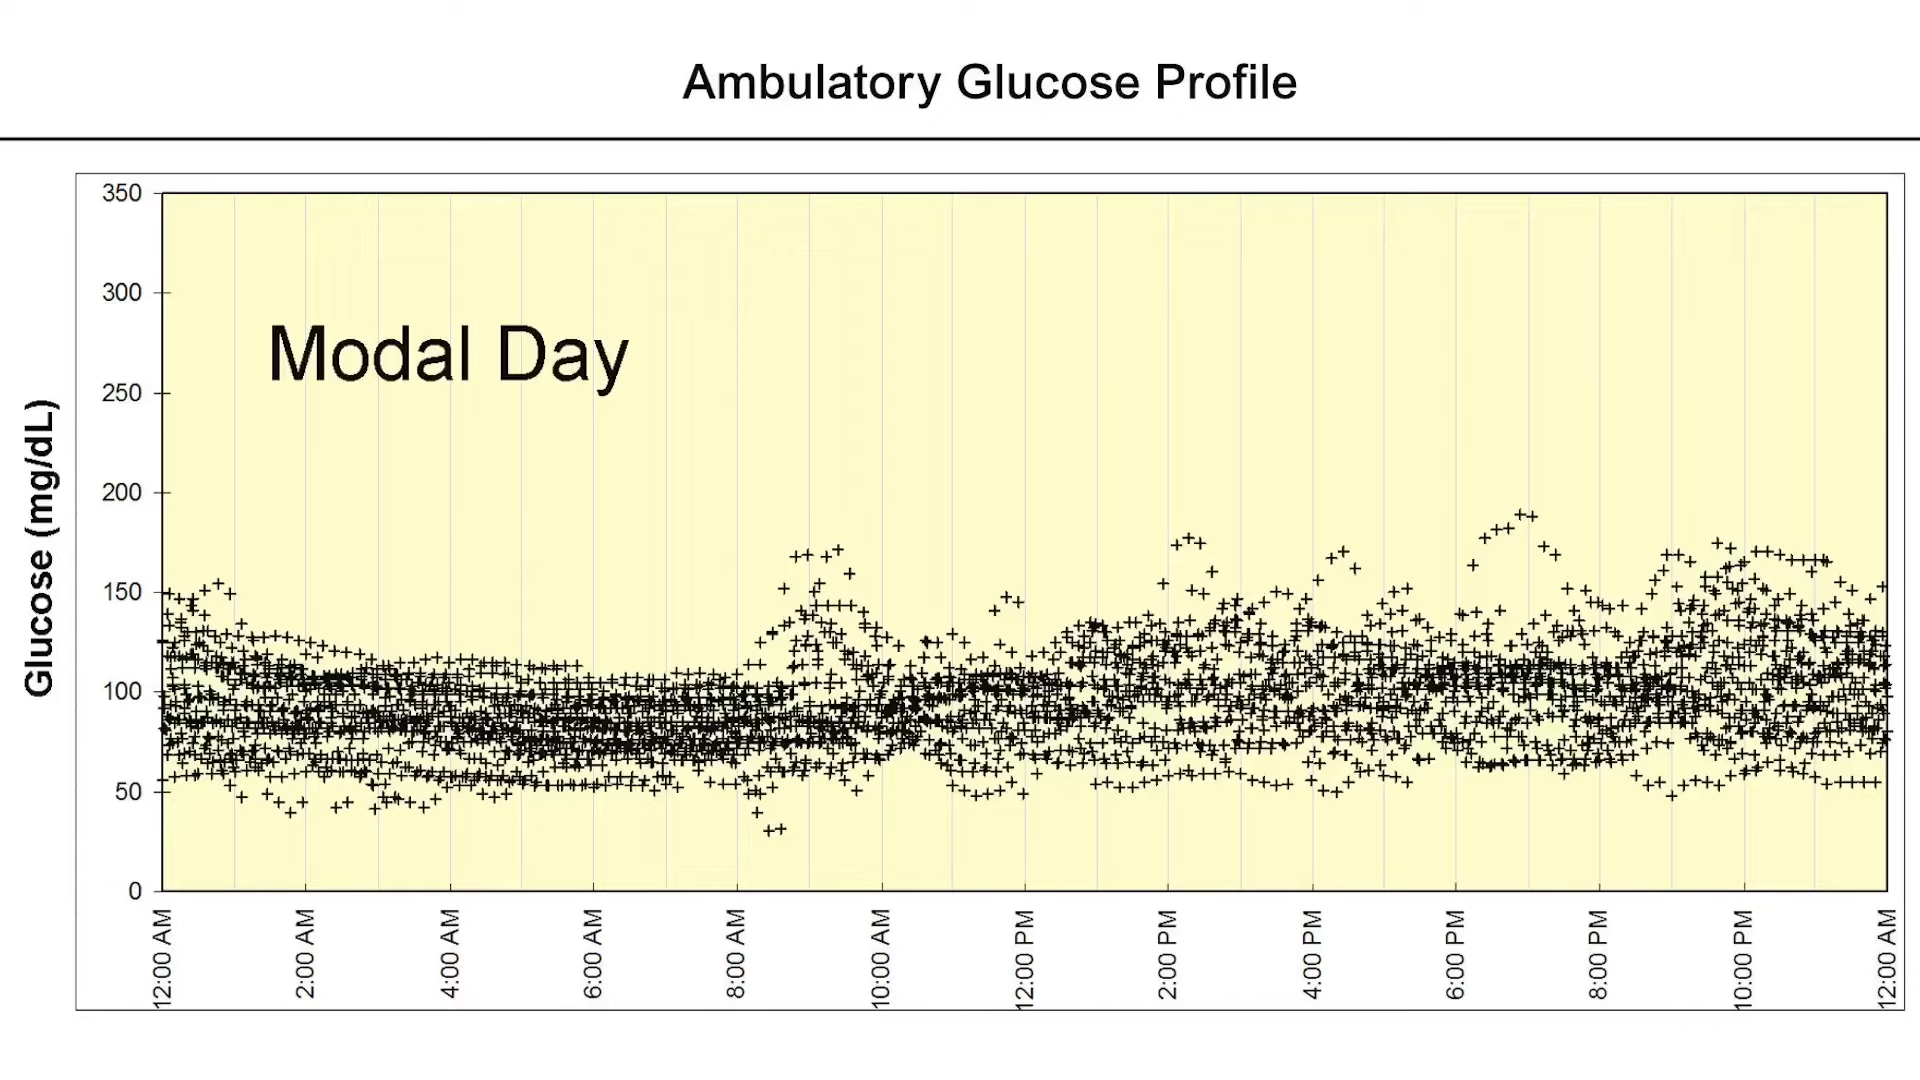 Ambulatory Glucose Profile
350
300
250
200
150
100
50
0
Modal Day
Glucose (mg/dL)
12:00 AM
2:00 AM
4:00 AM
6:00 AM
8:00 AM
10:00 AM
12:00 PM
2:00 PM
4:00 PM
6:00 PM
8:00 PM
10:00 PM
12:00 AM